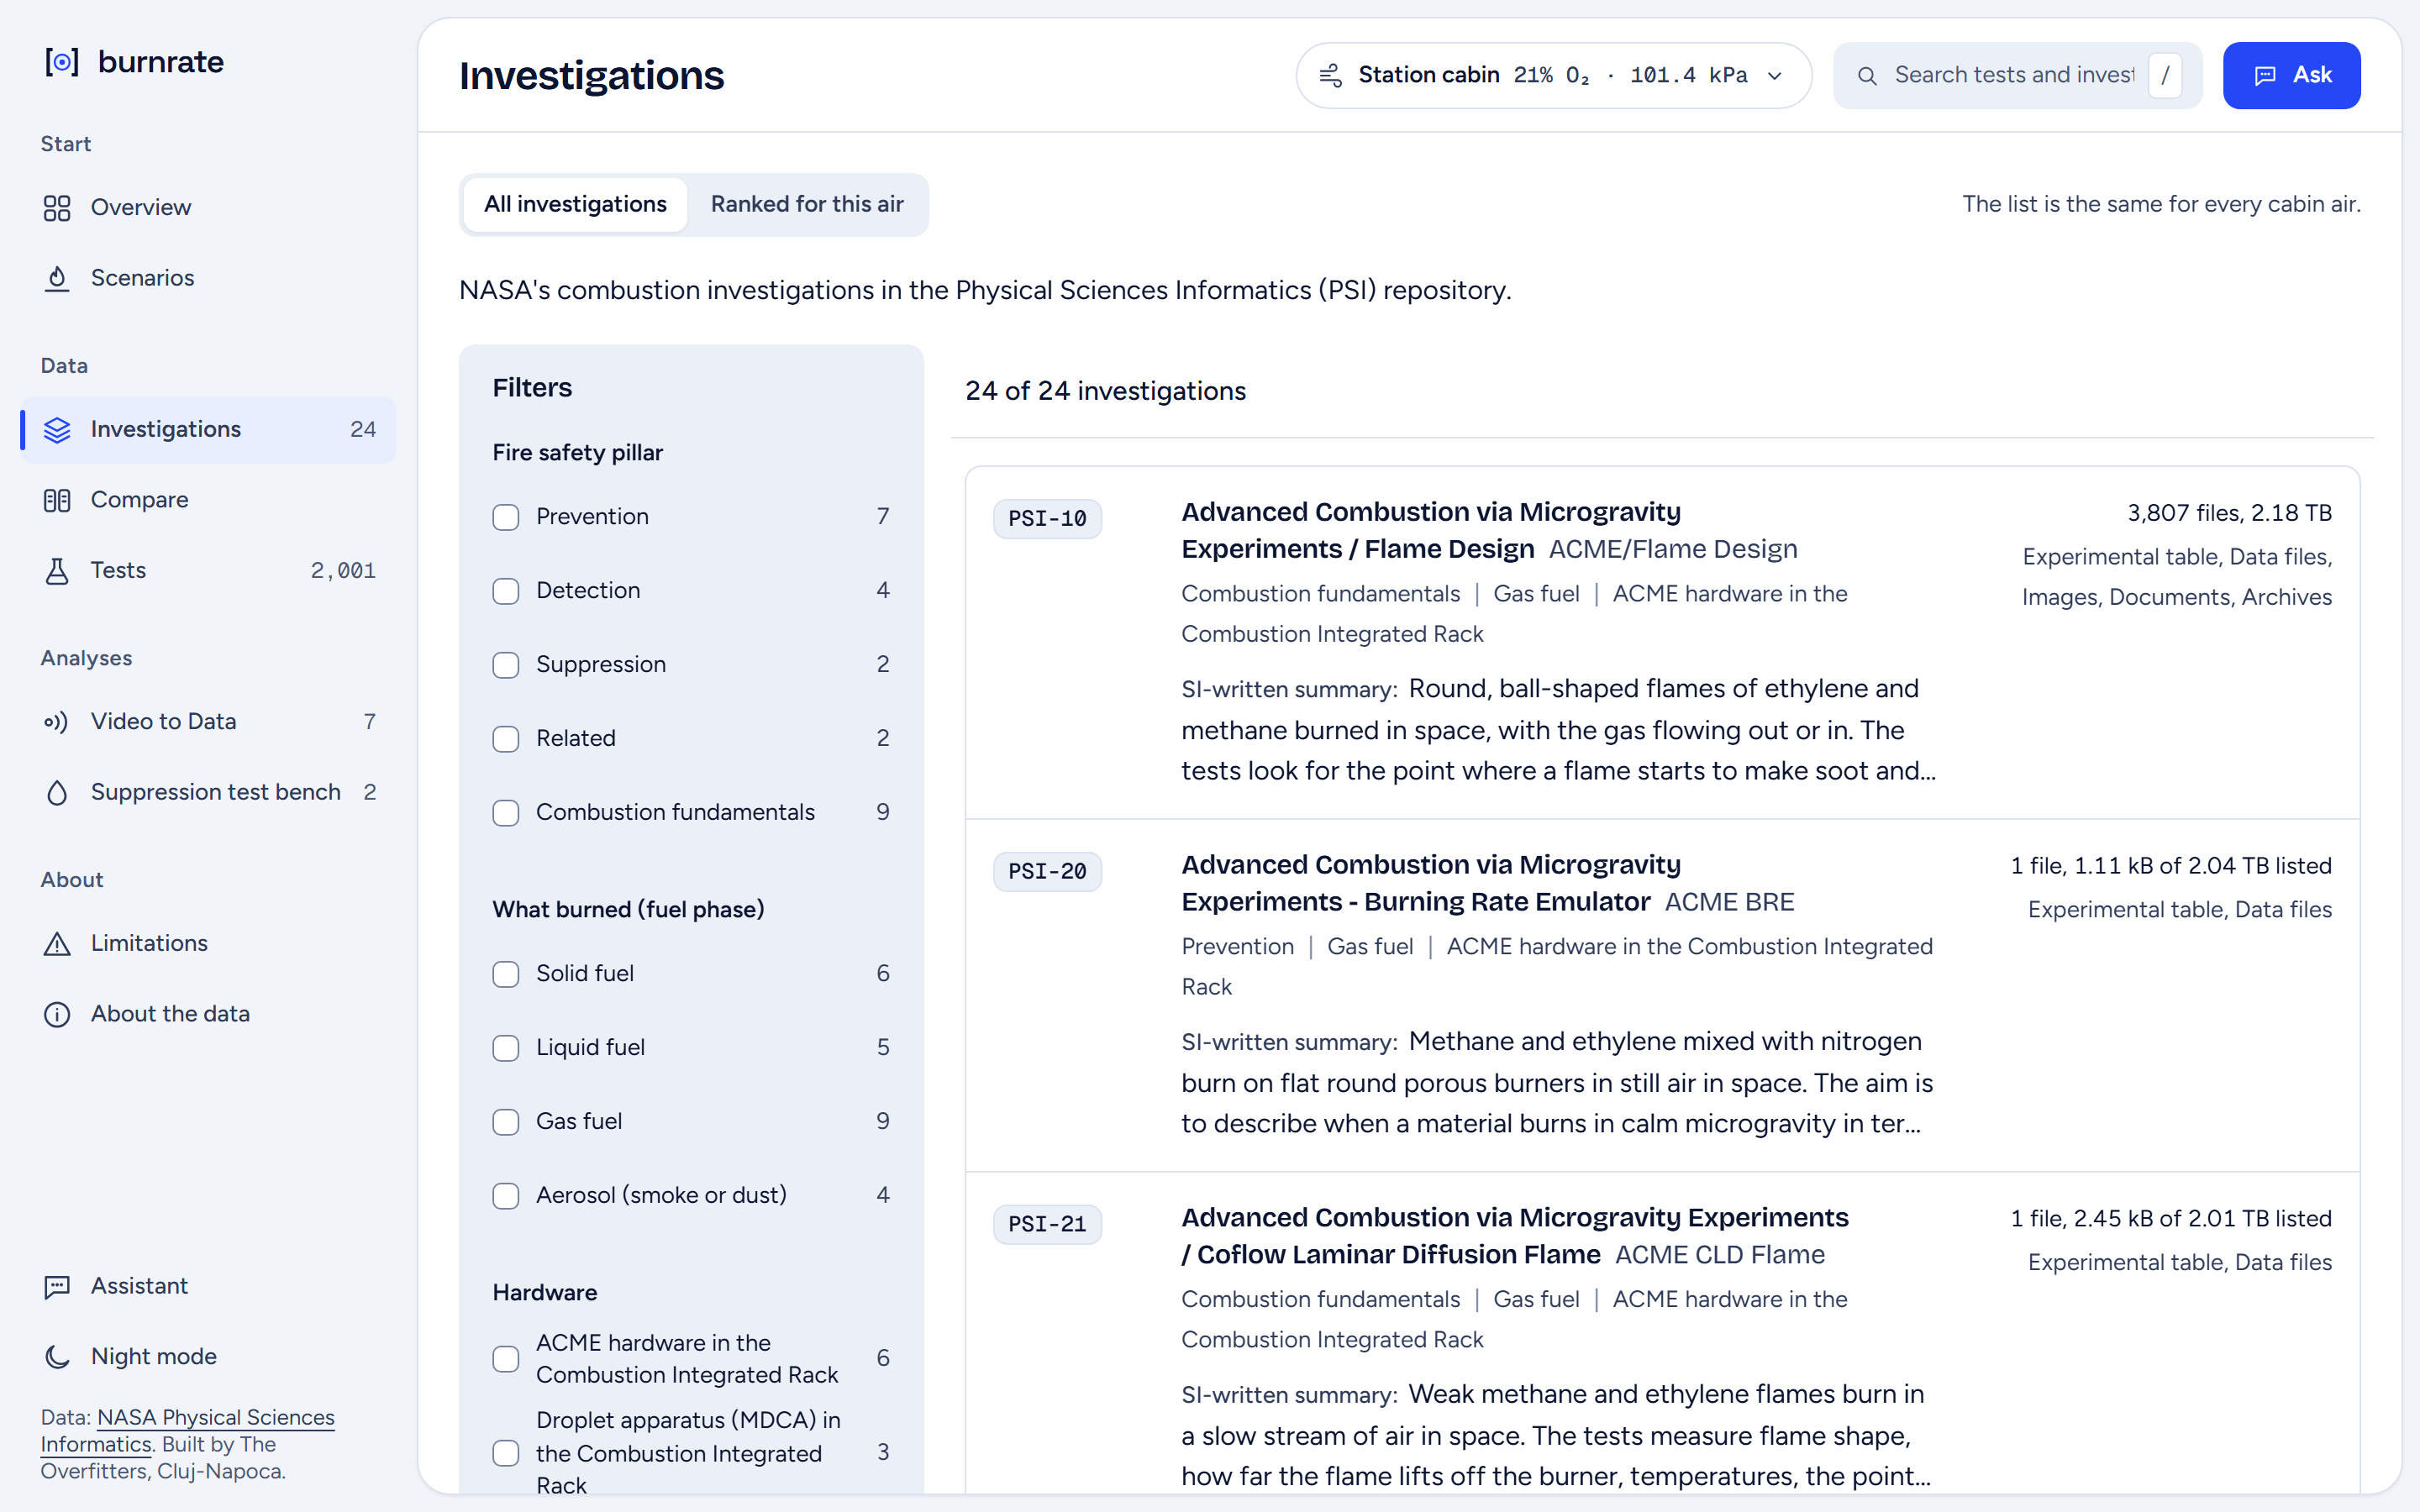 burnrate
Start
Overview
Scenarios
Data
Investigations 24
Compare
Tests 2,001
Analyses
Video to Data 7
Suppression test bench 2
About
Limitations
About the data
Assistant
Night mode
Data: NASA Physical Sciences
Informatics. Built by The
Overfitters, Cluj-Napoca.
Investigations
Station cabin 21% O₂ · 101.4 kPa
Search tests and invest
/
Ask
All investigations
Ranked for this air
The list is the same for every cabin air.
NASA's combustion investigations in the Physical Sciences Informatics (PSI) repository.
Filters
Fire safety pillar
Prevention 7
Detection 4
Suppression 2
Related 2
Combustion fundamentals 9
What burned (fuel phase)
Solid fuel 6
Liquid fuel 5
Gas fuel 9
Aerosol (smoke or dust) 4
Hardware
ACME hardware in the
Combustion Integrated Rack 6
Droplet apparatus (MDCA) in
the Combustion Integrated 3
Rack
24 of 24 investigations
PSI-10
Advanced Combustion via Microgravity
Experiments / Flame Design ACME/Flame Design
Combustion fundamentals | Gas fuel | ACME hardware in the
Combustion Integrated Rack
SI-written summary: Round, ball-shaped flames of ethylene and
methane burned in space, with the gas flowing out or in. The
tests look for the point where a flame starts to make soot and...
3,807 files, 2.18 TB
Experimental table, Data files,
Images, Documents, Archives
PSI-20
Advanced Combustion via Microgravity
Experiments - Burning Rate Emulator ACME BRE
Prevention | Gas fuel | ACME hardware in the Combustion Integrated
Rack
SI-written summary: Methane and ethylene mixed with nitrogen
burn on flat round porous burners in still air in space. The aim is
to describe when a material burns in calm microgravity in ter...
1 file, 1.11 kB of 2.04 TB listed
Experimental table, Data files
PSI-21
Advanced Combustion via Microgravity Experiments
/ Coflow Laminar Diffusion Flame ACME CLD Flame
Combustion fundamentals | Gas fuel | ACME hardware in the
Combustion Integrated Rack
SI-written summary: Weak methane and ethylene flames burn in
a slow stream of air in space. The tests measure flame shape,
how far the flame lifts off the burner, temperatures, the point...
1 file, 2.45 kB of 2.01 TB listed
Experimental table, Data files